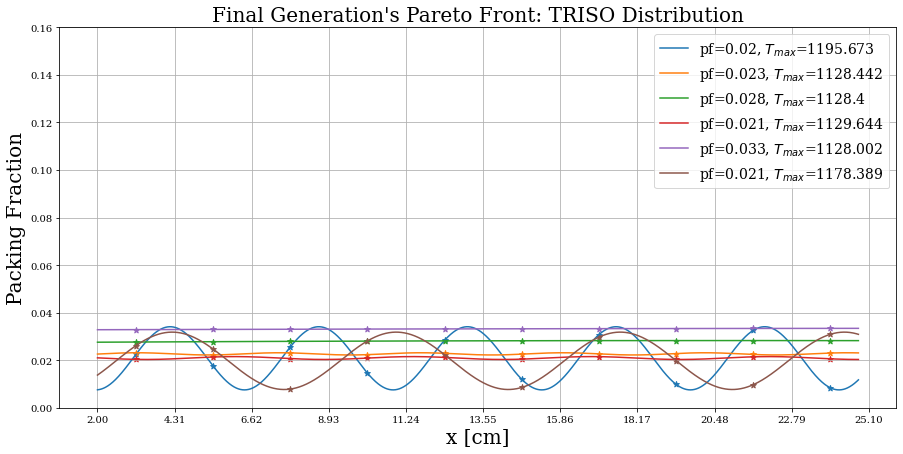 Final Generation's Pareto Front: TRISO Distribution
Packing Fraction
0.16
0.14
0.12
0.10
0.08
0.06
0.04
0.02
0.00
pf=0.02, T_max=1195.673
pf=0.023, T_max=1128.442
pf=0.028, T_max=1128.4
pf=0.021, T_max=1129.644
pf=0.033, T_max=1128.002
pf=0.021, T_max=1178.389
2.00 4.31 6.62 8.93 11.24 13.55 15.86 18.17 20.48 22.79 25.10
x [cm]